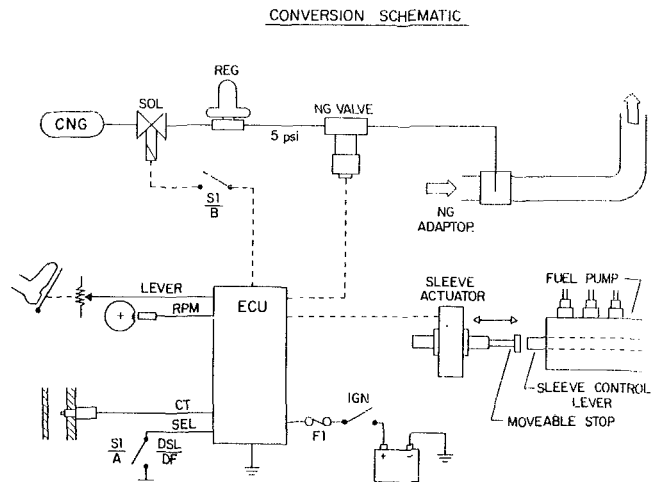 CONVERSION SCHEMATIC
REG
SOL
NG VALVE
CNG
5 psi
S1
B
NG
ADAPTOR
LEVER
ECU
RPM
SLEEVE
ACTUATOR
FUEL PUMP
CT
SEL
IGN
SLEEVE CONTROL
LEVER
MOVEABLE STOP
S1
A
DSL
DF
F1
+
-